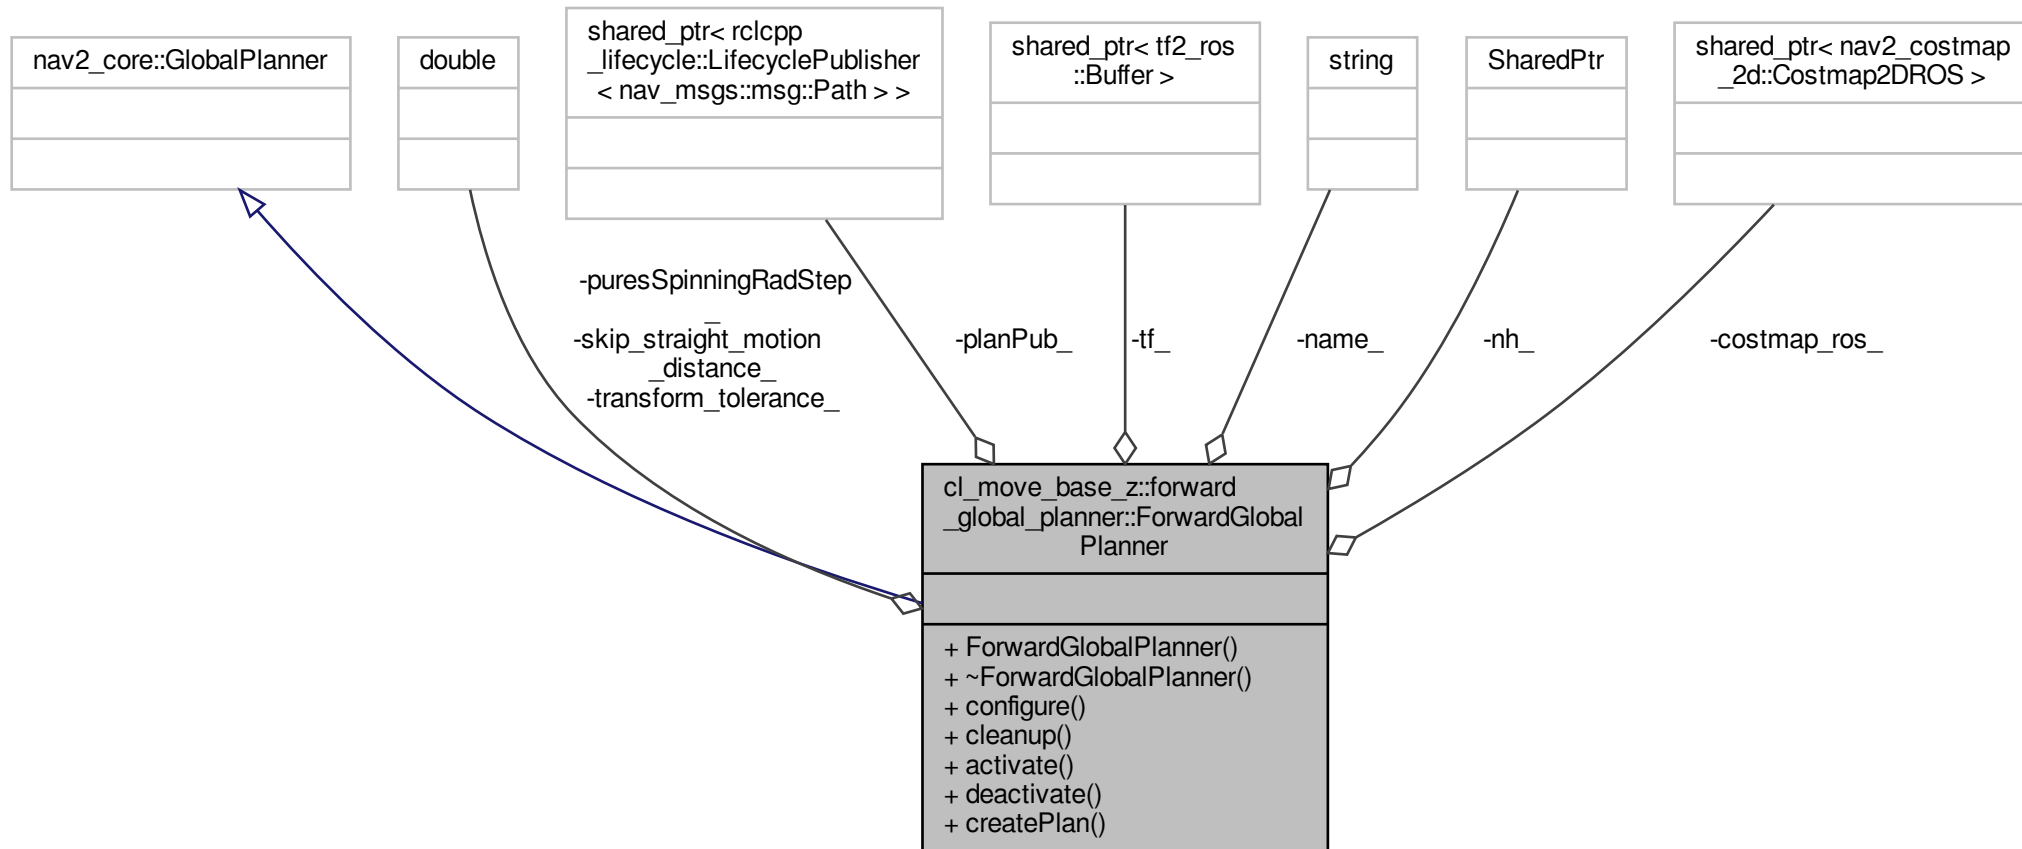 nav2_core::GlobalPlanner
double
shared_ptr< rclcpp
_lifecycle::LifecyclePublisher
< nav_msgs::msg::Path > >
shared_ptr< tf2_ros
::Buffer >
string
SharedPtr
shared_ptr< nav2_costmap
_2d::Costmap2DROS >
-puresSpinningRadStep
_
-skip_straight_motion
_distance_
-transform_tolerance_
-planPub_
-tf_
-name_
-nh_
-costmap_ros_
cl_move_base_z::forward
_global_planner::ForwardGlobal
Planner
+ ForwardGlobalPlanner()
+ ~ForwardGlobalPlanner()
+ configure()
+ cleanup()
+ activate()
+ deactivate()
+ createPlan()